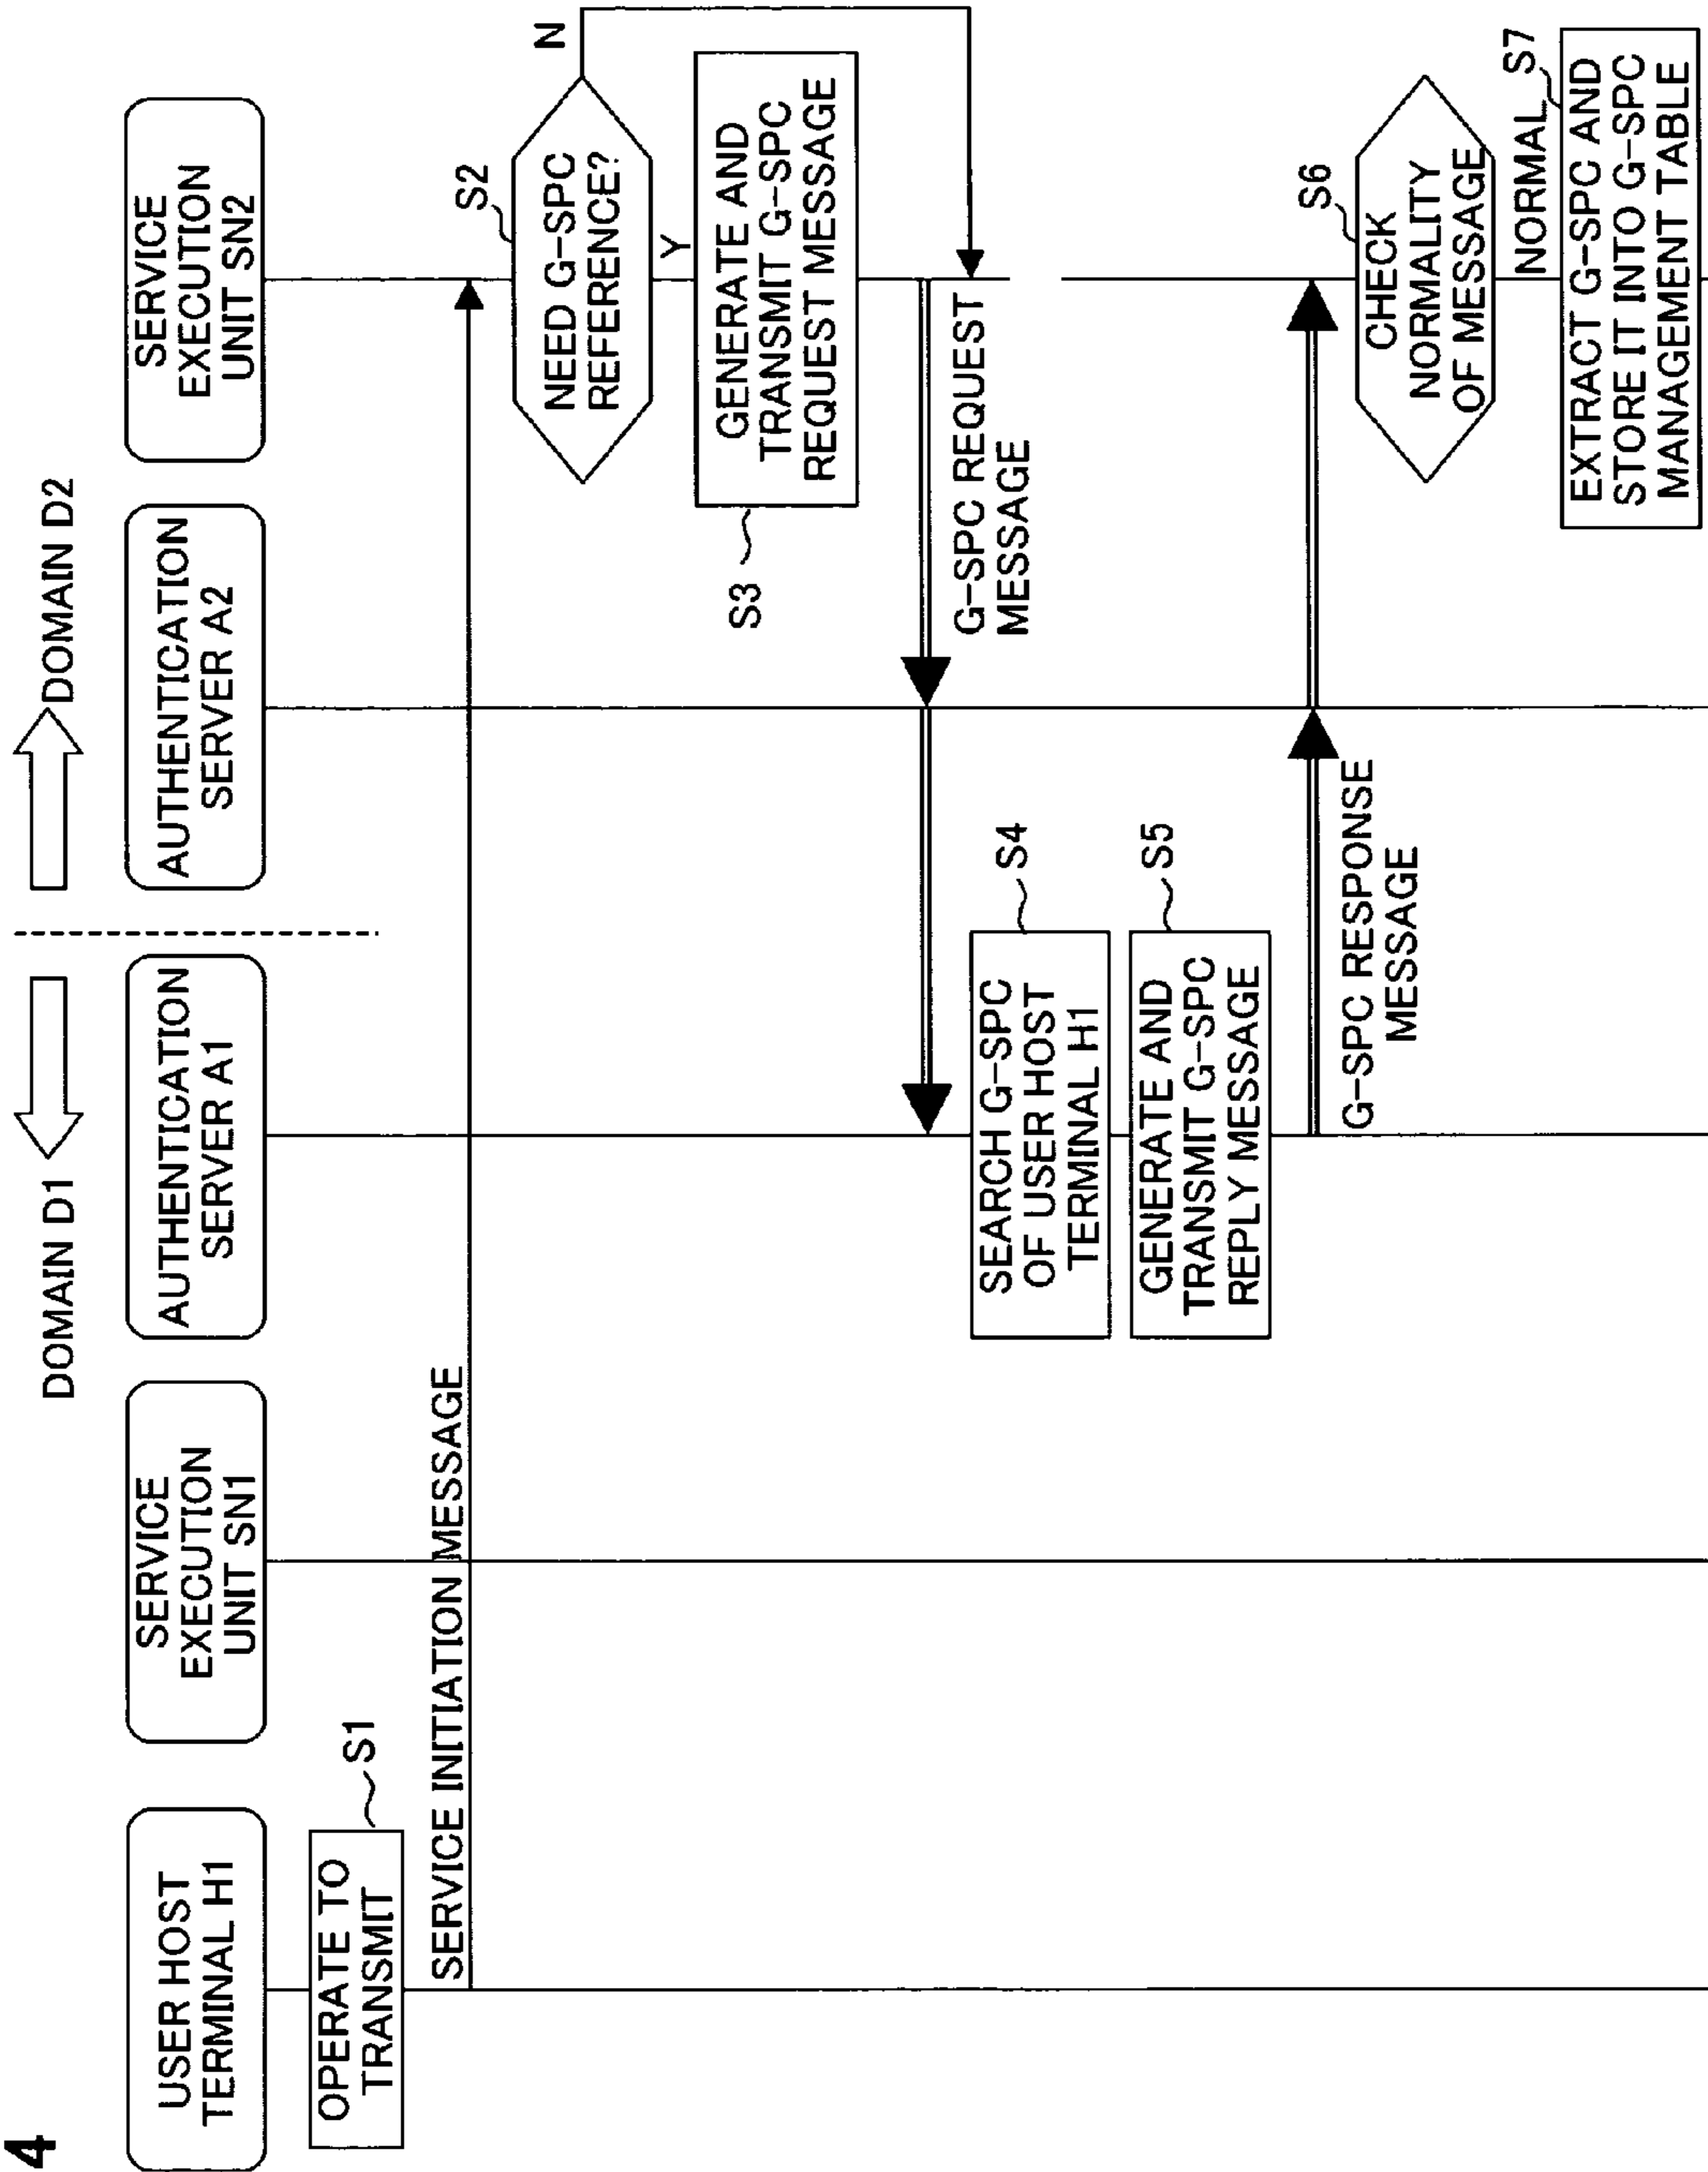 4
DOMAIN D1
DOMAIN D2
USER HOST
TERMINAL H1
SERVICE
EXECUTION
UNIT SN1
AUTHENTICATION
SERVER A1
AUTHENTICATION
SERVER A2
SERVICE
EXECUTION
UNIT SN2
OPERATE TO
TRANSMIT
S1
SERVICE INITIATION MESSAGE
S2
NEED G-SPC
REFERENCE?
N
Y
S3
GENERATE AND
TRANSMIT G-SPC
REQUEST MESSAGE
G-SPC REQUEST
MESSAGE
SEARCH G-SPC
OF USER HOST
TERMINAL H1
S4
GENERATE AND
TRANSMIT G-SPC
REPLY MESSAGE
S5
G-SPC RESPONSE
MESSAGE
S6
CHECK
NORMALITY
OF MESSAGE
NORMAL
S7
EXTRACT G-SPC AND
STORE IT INTO G-SPC
MANAGEMENT TABLE